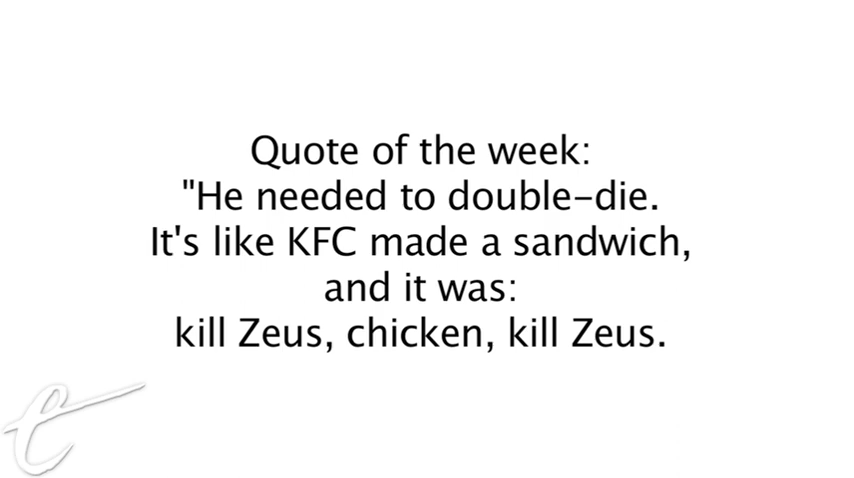 Quote of the week:
"He needed to double-die.
It's like KFC made a sandwich,
and it was:
kill Zeus, chicken, kill Zeus.